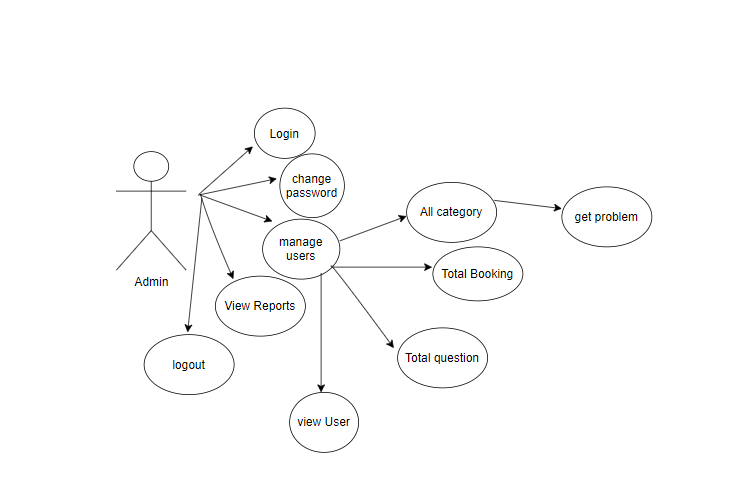 Login
change
password
All category
get problem
manage
users
Total Booking
Admin
View Reports
Total question
logout
view User